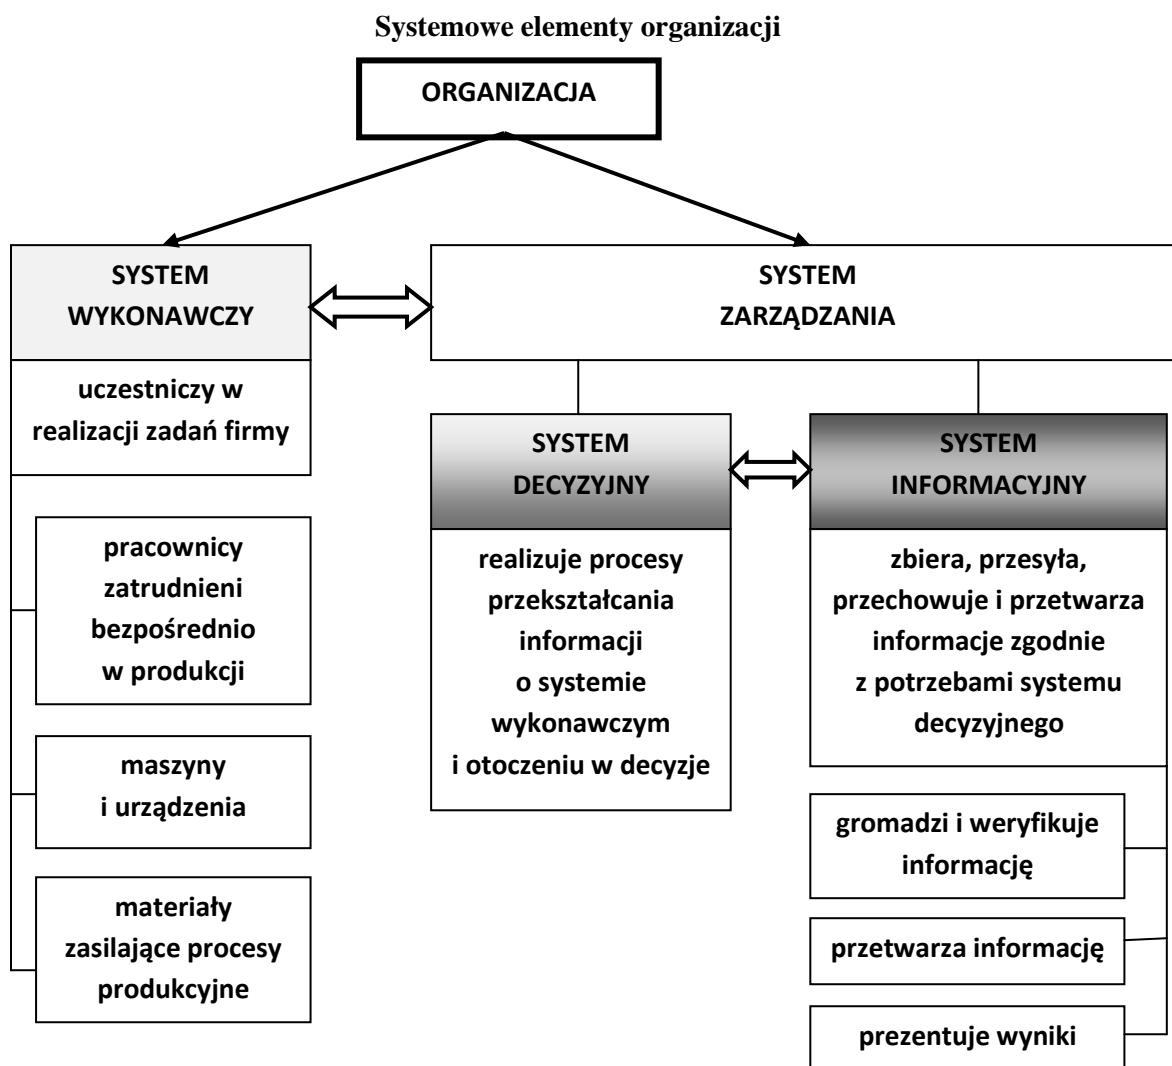 Systemowe elementy organizacji
ORGANIZACJA
SYSTEM
WYKONAWCZY
uczestniczy w
realizacji zadań firmy
pracownicy
zatrudnieni
bezpośrednio
w produkcji
maszyny
i urządzenia
materiały
zasilające procesy
produkcyjne
SYSTEM
ZARZĄDZANIA
SYSTEM
DECYZYJNY
realizuje procesy
przekształcania
informacji
o systemie
wykonawczym
i otoczeniu w decyzje
SYSTEM
INFORMACYJNY
zbiera, przesyła,
przechowuje i przetwarza
informacje zgodnie
z potrzebami systemu
decyzyjnego
gromadzi i weryfikuje
informację
przetwarza informację
prezentuje wyniki